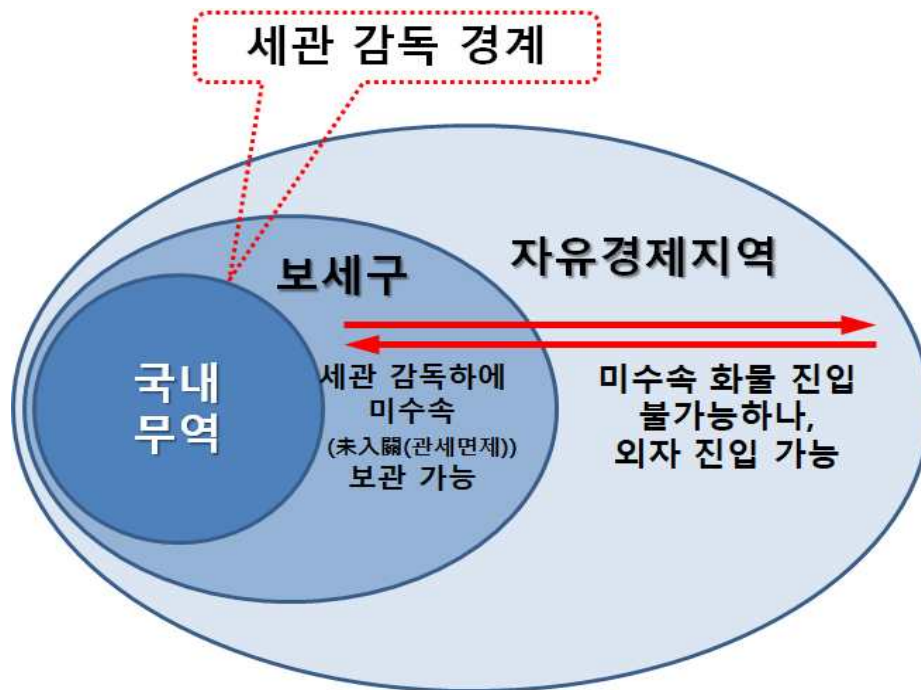 세관 감독 경계
보세구
자유경제지역
국내
무역
세관 감독하에
미수속
(未入關(관세면제))
보관 가능
미수속 화물 진입
불가능하나,
외자 진입 가능